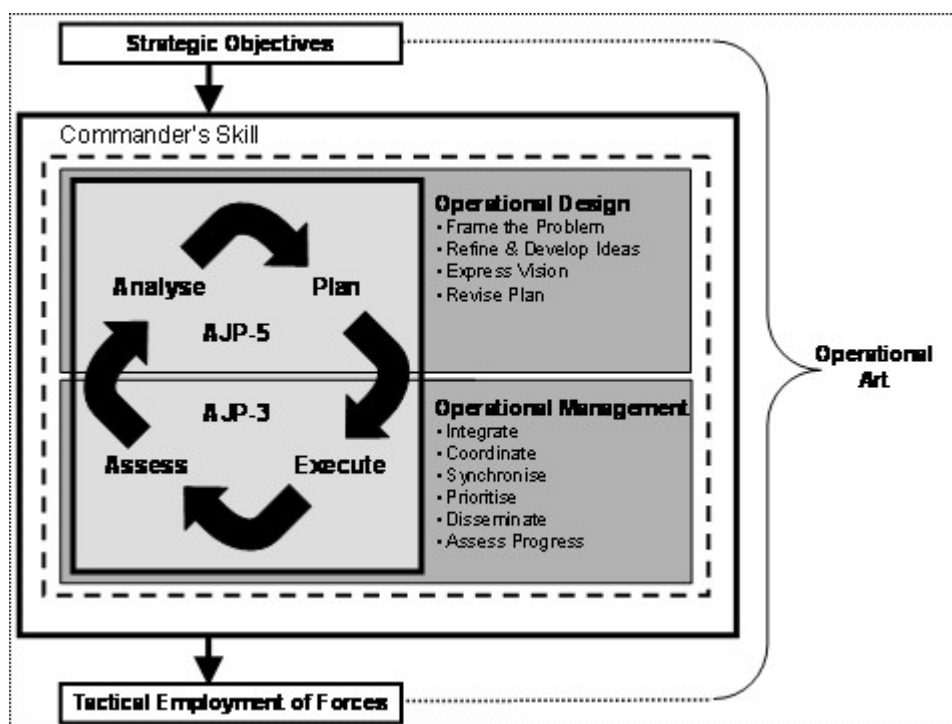 Strategic Objectives
Commander's Skill
Analyse
Plan
AJP-5
AJP-3
Assess
Execute
Operational Design
• Frame the Problem
• Refine & Develop Ideas
• Express Vision
• Revise Plan
Operational Management
• Integrate
• Coordinate
• Synchronise
• Prioritise
• Disseminate
• Assess Progress
Operational
Art
Tactical Employment of Forces